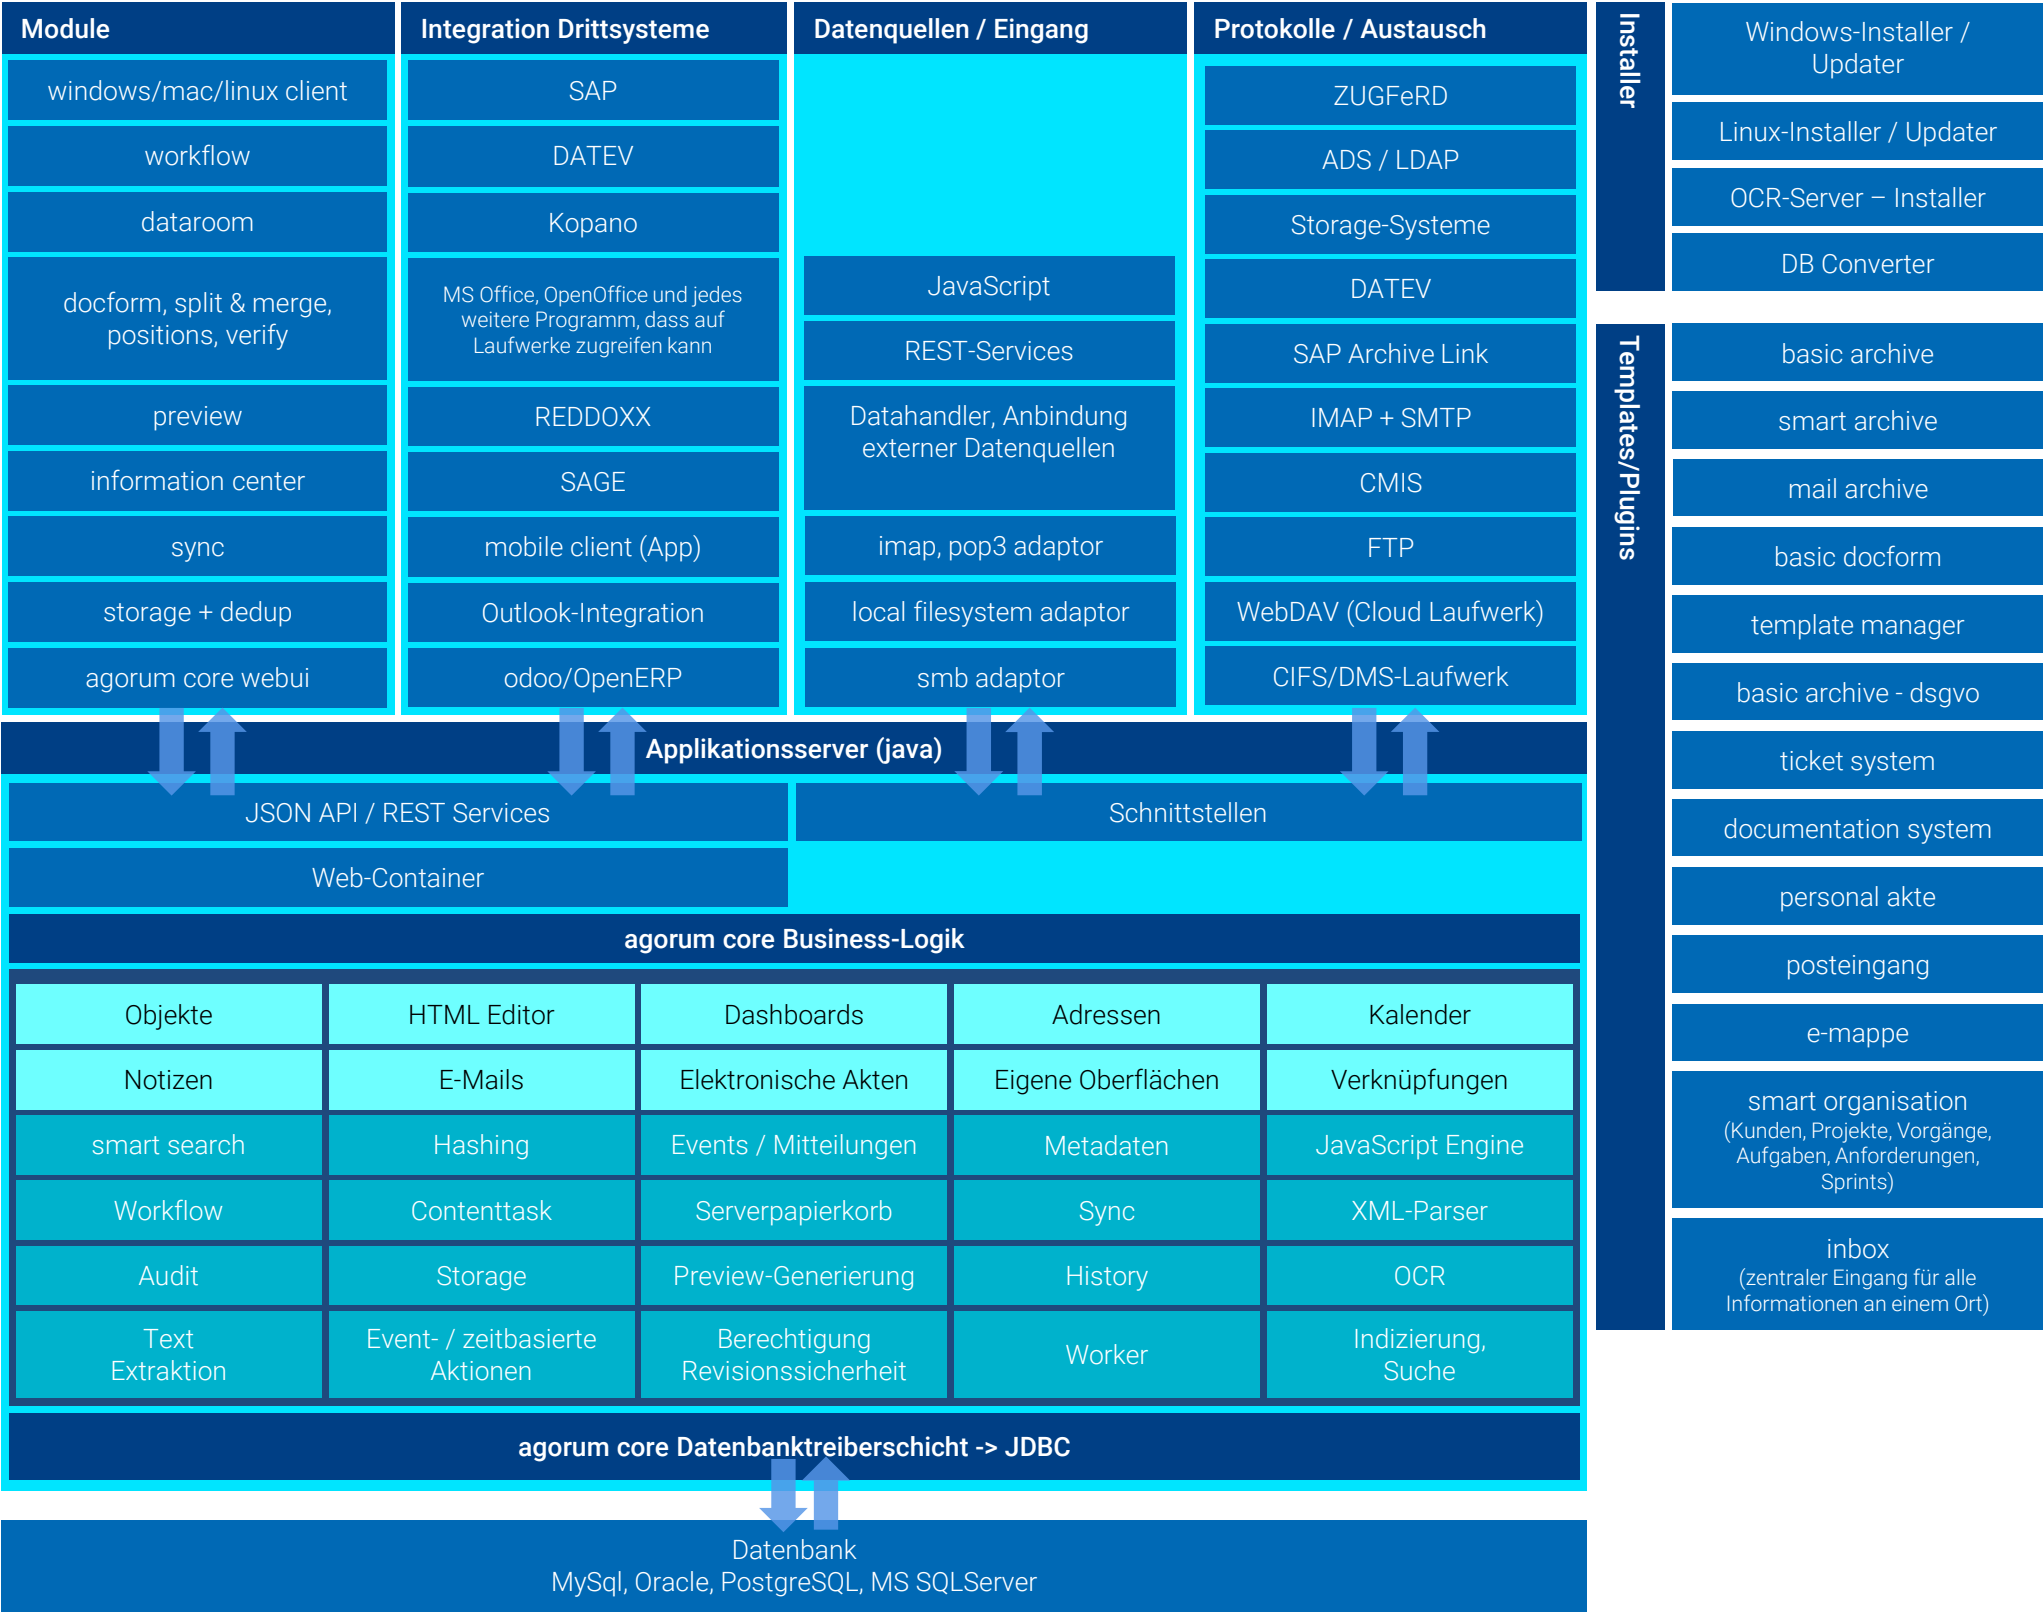 Module
windows/mac/linux client
workflow
dataroom
docform, split & merge,
positions, verify
preview
information center
sync
storage + dedup
agorum core webui
Integration Drittsysteme
SAP
DATEV
Kopano
MS Office, OpenOffice und jedes
weitere Programm, dass auf
Laufwerke zugreifen kann
REDDOXX
SAGE
mobile client (App)
Outlook-Integration
odoo/OpenERP
Datenquellen / Eingang
JavaScript
REST-Services
Datahandler, Anbindung
externer Datenquellen
imap, pop3 adaptor
local filesystem adaptor
smb adaptor
Protokolle / Austausch
ZUGFeRD
ADS / LDAP
Storage-Systeme
DATEV
SAP Archive Link
IMAP + SMTP
CMIS
FTP
WebDAV (Cloud Laufwerk)
CIFS/DMS-Laufwerk
Applikationsserver (java)
JSON API / REST Services
Schnittstellen
Web-Container
agorum core Business-Logik
Objekte
HTML Editor
Dashboards
Adressen
Kalender
Notizen
E-Mails
Elektronische Akten
Eigene Oberflächen
Verknüpfungen
smart search
Hashing
Events / Mitteilungen
Metadaten
JavaScript Engine
Workflow
Contenttask
Serverpapierkorb
Sync
XML-Parser
Audit
Storage
Preview-Generierung
History
OCR
Text
Extraktion
Event- / zeitbasierte
Aktionen
Berechtigung
Revisionssicherheit
Worker
Indizierung,
Suche
agorum core Datenbanktreiberschicht -> JDBC
Datenbank
MySql, Oracle, PostgreSQL, MS SQLServer
Installer
Windows-Installer /
Updater
Linux-Installer / Updater
OCR-Server – Installer
DB Converter
Templates/Plugins
basic archive
smart archive
mail archive
basic docform
template manager
basic archive - dsgvo
ticket system
documentation system
personal akte
posteingang
e-mappe
smart organisation
(Kunden, Projekte, Vorgänge,
Aufgaben, Anforderungen,
Sprints)
inbox
(zentraler Eingang für alle
Informationen an einem Ort)